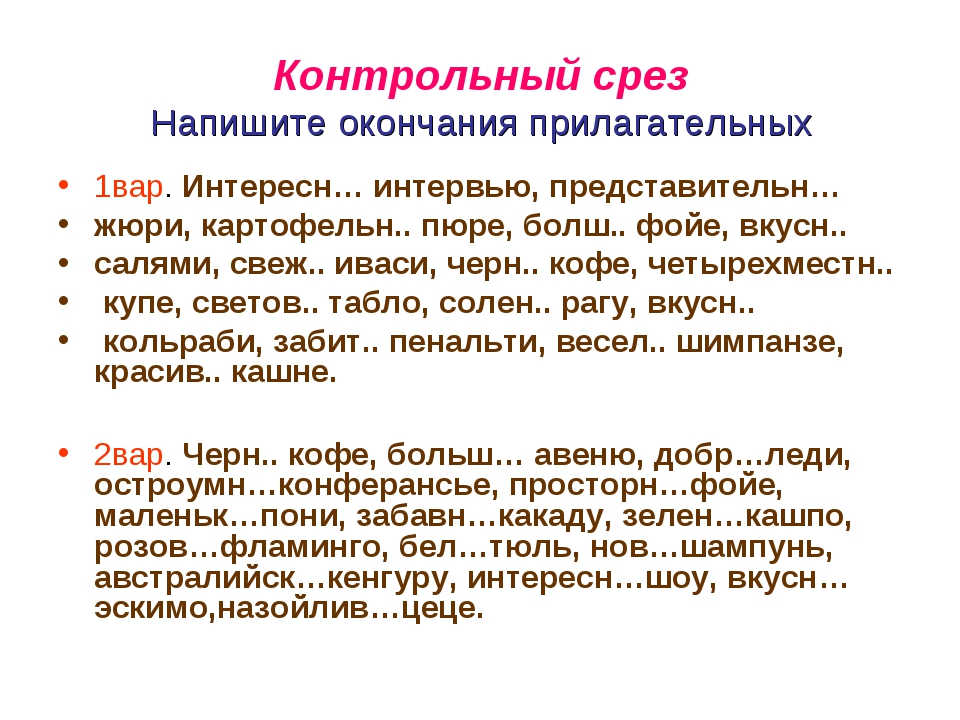 Контрольный срез
Напишите окончания прилагательных
• 1вар. Интересн… интервью, представительн…
• жюри, картофельн.. пюре, болш.. фойе, вкусн..
• салями, свеж.. иваси, черн.. кофе, четырехместн..
• купе, светов.. табло, солен.. рагу, вкусн..
• кольраби, забит.. пенальти, весел.. шимпанзе,
красив.. кашне.
• 2вар. Черн.. кофе, больш… авеню, добр…леди,
остроумн…конферансье, просторн…фойе,
маленьк…пони, забавн…какаду, зелен…кашпо,
розов…фламинго, бел…тюль, нов…шампунь,
австралийск…кенгуру, интересн…шоу, вкусн…
эскимо,назойлив…цеце.